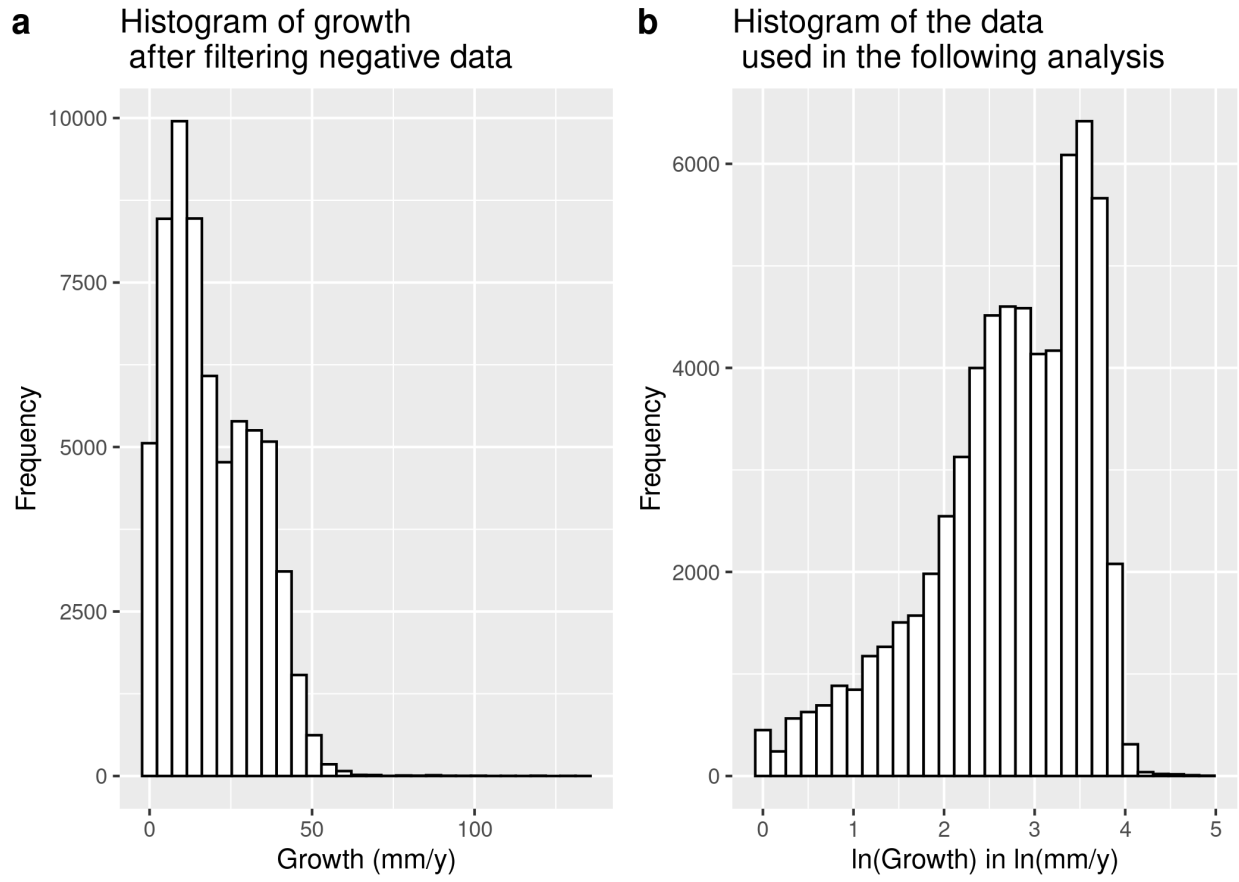 a
Histogram of growth
after filtering negative data
10000
7500
5000
2500
0
Frequency
0 50 100
Growth (mm/y)
b
Histogram of the data
used in the following analysis
6000
4000
2000
0
Frequency
0 1 2 3 4 5
ln(Growth) in ln(mm/y)